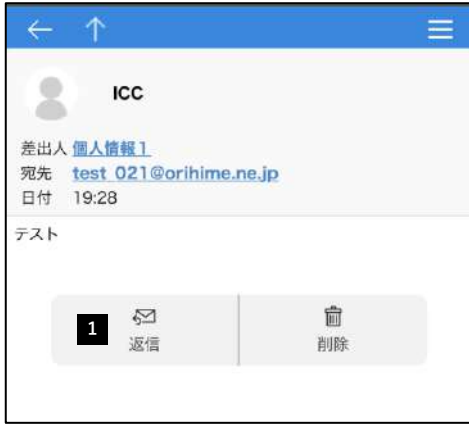 ICC
差出人 個人情報1
宛先 test_021@orihime.ne.jp
日付 19:28
テスト
1 返信 削除